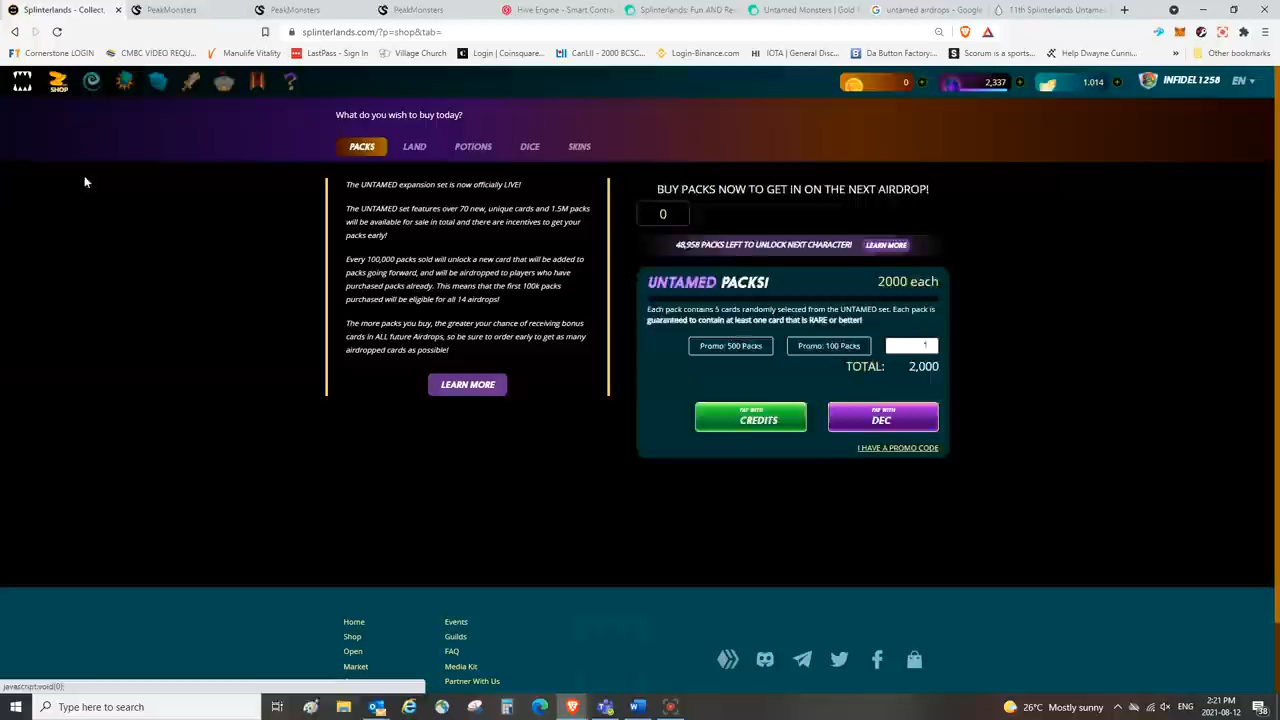 Splinterlands - Collect,
PeakMonsters
PeakMonsters
PeakMonsters
Hive Engine - Smart Contra
Splinterlands: Fun AND Re
Untamed Monsters | Gold F
untamed airdrops - Google
11th Splinterlands Untame
splinterlands.com/?p=shop&tab=
Cornerstone LOGIN
CMBC VIDEO REQU...
Manulife Vitality
LastPass - Sign In
Village Church
Login | Coinsquare...
CanLII - 2000 BCSC...
Login-Binance.com
IOTA | General Disc...
Da Button Factory:...
Scorum is a sports...
Help Dwayne Cunni...
Other bookmarks
SHOP
0
2,337
1.014
INFIDEL1258
EN
What do you wish to buy today?
PACKS
LAND
POTIONS
DICE
SKINS
The UNTAMED expansion set is now officially LIVE!
The UNTAMED set features over 70 new, unique cards and 1.5M packs
will be available for sale in total and there are incentives to get your
packs early!
Every 100,000 packs sold will unlock a new card that will be added to
packs going forward, and will be airdropped to players who have
purchased packs already. This means that the first 100k packs
purchased will be eligible for all 14 airdrops!
The more packs you buy, the greater your chance of receiving bonus
cards in ALL future Airdrops, so be sure to order early to get as many
airdropped cards as possible!
LEARN MORE
BUY PACKS NOW TO GET IN ON THE NEXT AIRDROP!
0
48,958 PACKS LEFT TO UNLOCK NEXT CHARACTER!
LEARN MORE
UNTAMED PACKS!
2000 each
Each pack contains 5 cards randomly selected from the UNTAMED set. Each pack is
guaranteed to contain at least one card that is RARE or better!
Promo: 500 Packs
Promo: 100 Packs
1
TOTAL: 2,000
PAY WITH
CREDITS
PAY WITH
DEC
I HAVE A PROMO CODE
Home
Shop
Open
Market
Events
Guilds
FAQ
Media Kit
Partner With Us
javascript:void(0);
Type here to search
26°C Mostly sunny
2:21 PM
2021-08-12
38